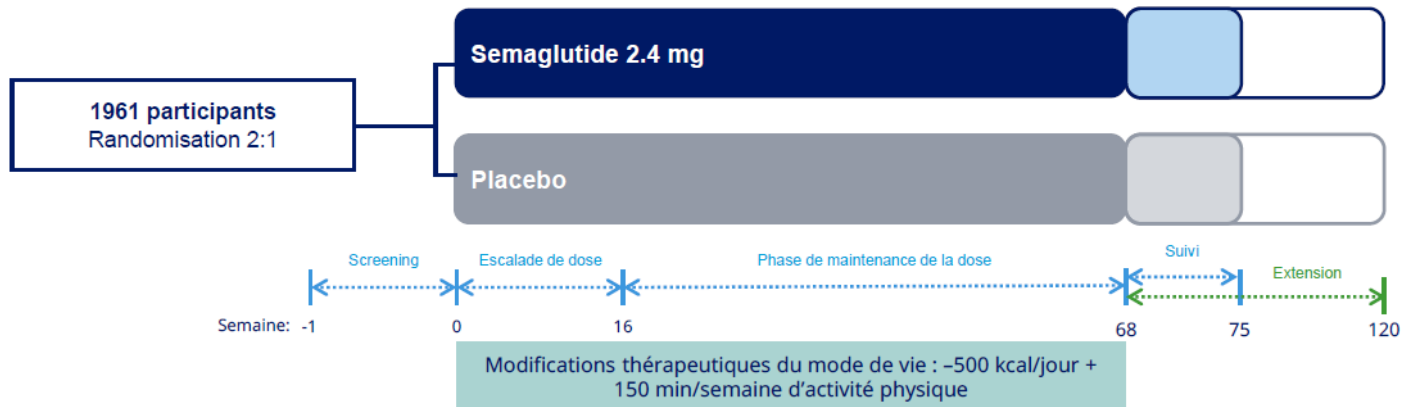 Semaglutide 2.4 mg
1961 participants
Randomisation 2:1
Placebo
Screening
Escalade de dose
Phase de maintenance de la dose
Suivi
Extension
Semaine: -1 0 16 68 75 120
Modifications thérapeutiques du mode de vie : –500 kcal/jour +
150 min/semaine d’activité physique